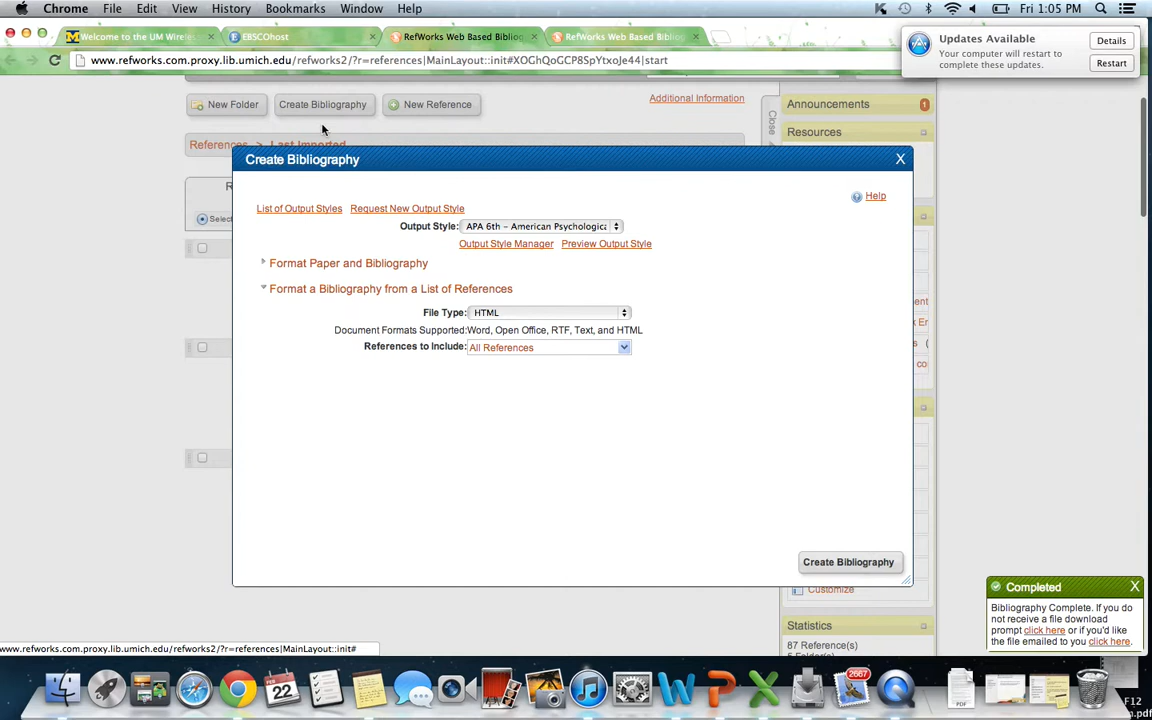 Chrome File Edit View History Bookmarks Window Help Fri 1:05 PM
Welcome to the UM Wirele
EBSCOhost
RefWorks Web Based Bibliog
RefWorks Web Based Bibliog
www.refworks.com.proxy.lib.umich.edu/refworks2/?r=references|MainLayout::init#XOGhQoGCP8SpYtxoJe44|start
Updates Available
Your computer will restart to
complete these updates.
Details
Restart
New Folder
Create Bibliography
New Reference
Additional Information
Close
Announcements 1
Resources
References > Last Imported
Select
Create Bibliography X
Help
List of Output Styles Request New Output Style
Output Style: APA 6th - American Psychologica
Output Style Manager Preview Output Style
Format Paper and Bibliography
Format a Bibliography from a List of References
File Type: HTML
Document Formats Supported:Word, Open Office, RTF, Text, and HTML
References to Include: All References
Create Bibliography
Customize
Statistics
87 Reference(s)
Completed X
Bibliography Complete. If you do
not receive a file download
prompt click here or if you'd like
the file emailed to you click here.
www.refworks.com.proxy.lib.umich.edu/refworks2/?r=references|MainLayout::init#
22
2667
PDF
F12
m.pdf